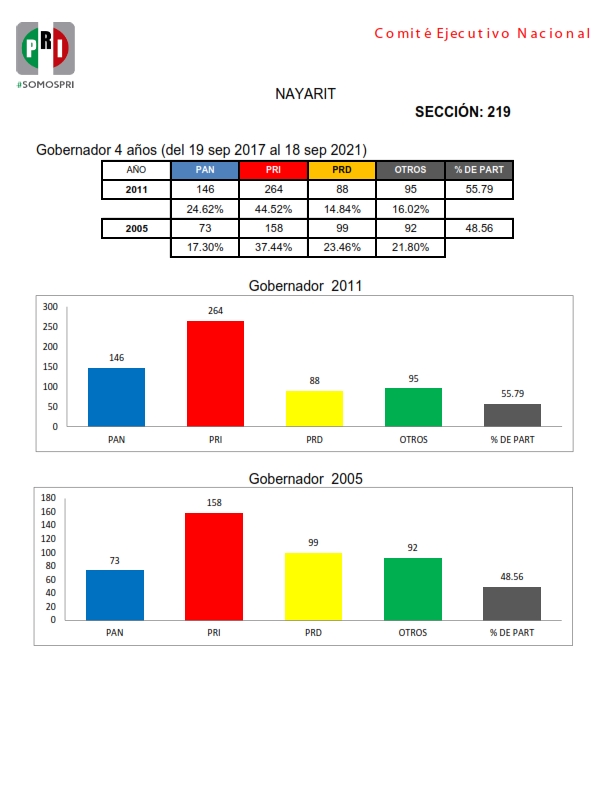 PRI
#SOMOSPRI
Comité Ejecutivo Nacional
NAYARIT
SECCIÓN: 219
Gobernador 4 años (del 19 sep 2017 al 18 sep 2021)
AÑO PAN PRI PRD OTROS % DE PART
2011 146 264 88 95 55.79
24.62% 44.52% 14.84% 16.02%
2005 73 158 99 92 48.56
17.30% 37.44% 23.46% 21.80%
Gobernador 2011
300
250
200
150
100
50
0
146
264
88
95
55.79
PAN PRI PRD OTROS % DE PART
Gobernador 2005
180
160
140
120
100
80
60
40
20
0
73
158
99
92
48.56
PAN PRI PRD OTROS % DE PART